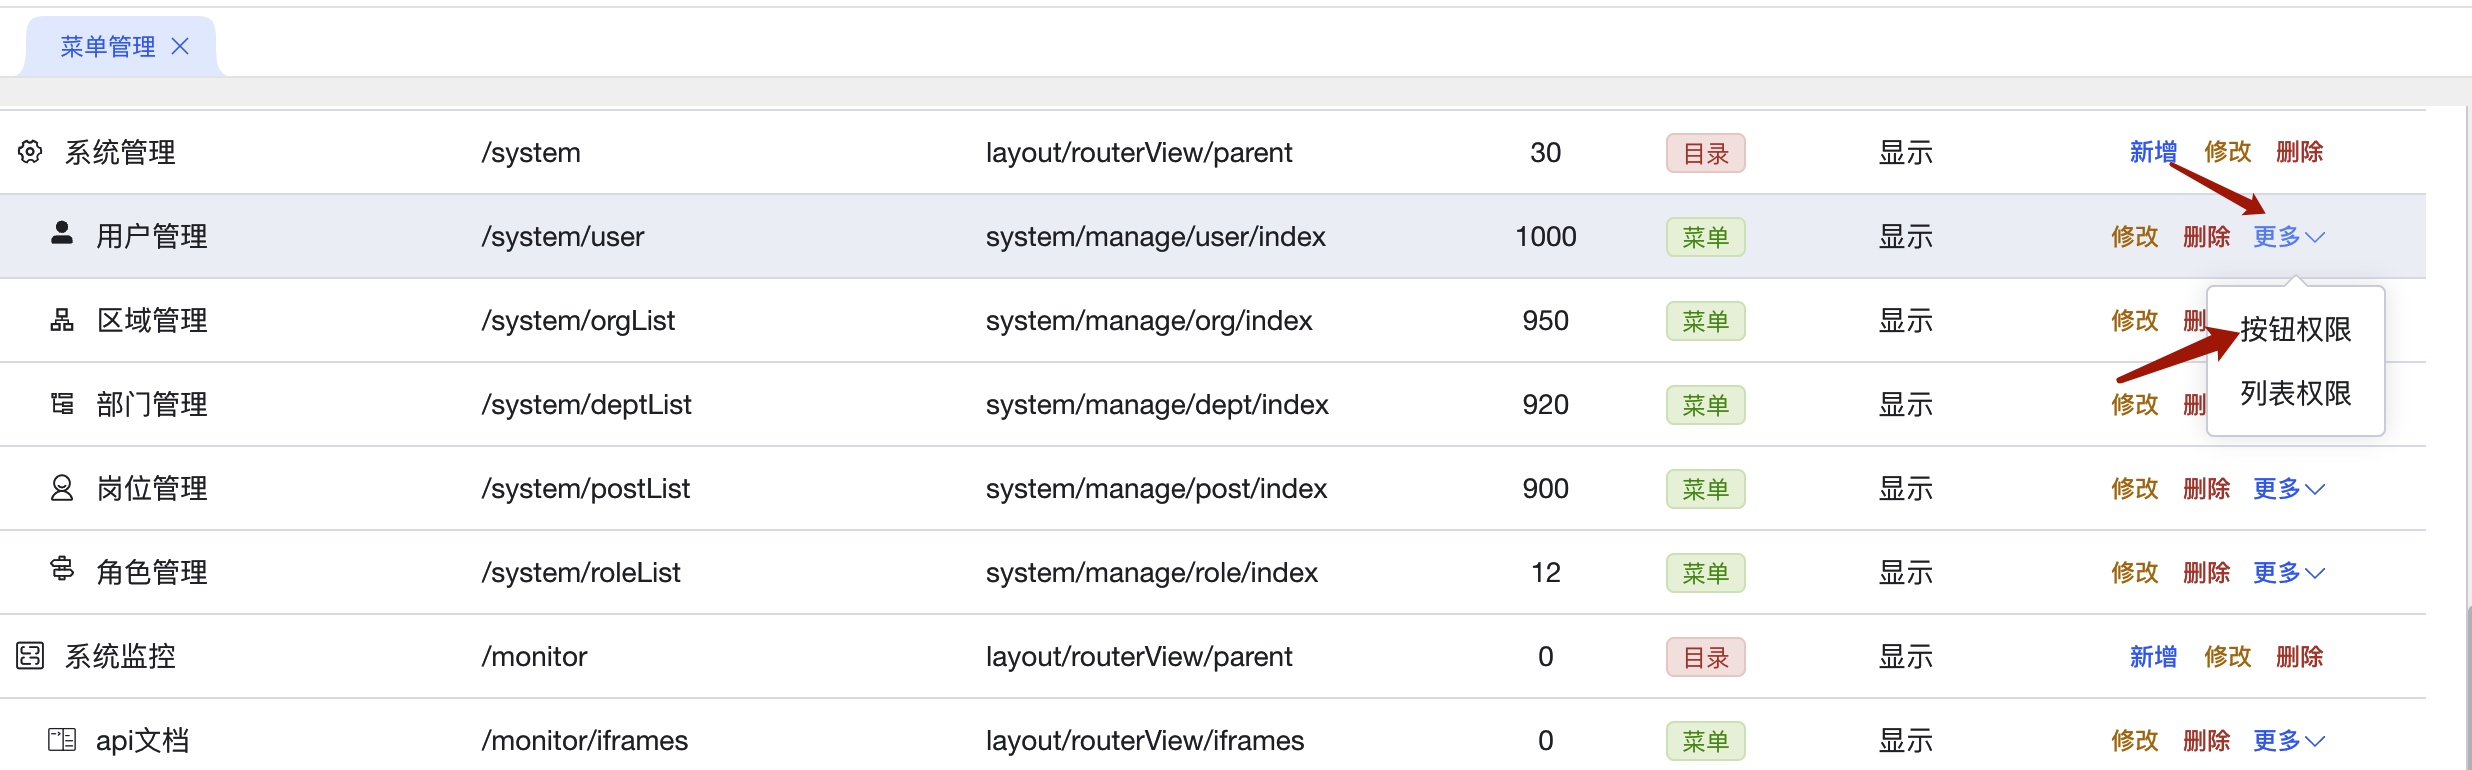 菜单管理
系统管理 /system layout/routerView/parent 30 目录 显示 新增 修改 删除
用户管理 /system/user system/manage/user/index 1000 菜单 显示 修改 删除 更多
区域管理 /system/orgList system/manage/org/index 950 菜单 显示 修改 删
按钮权限
部门管理 /system/deptList system/manage/dept/index 920 菜单 显示 修改 删
列表权限
岗位管理 /system/postList system/manage/post/index 900 菜单 显示 修改 删除 更多
角色管理 /system/roleList system/manage/role/index 12 菜单 显示 修改 删除 更多
系统监控 /monitor layout/routerView/parent 0 目录 显示 新增 修改 删除
api文档 /monitor/iframes layout/routerView/iframes 0 菜单 显示 修改 删除 更多